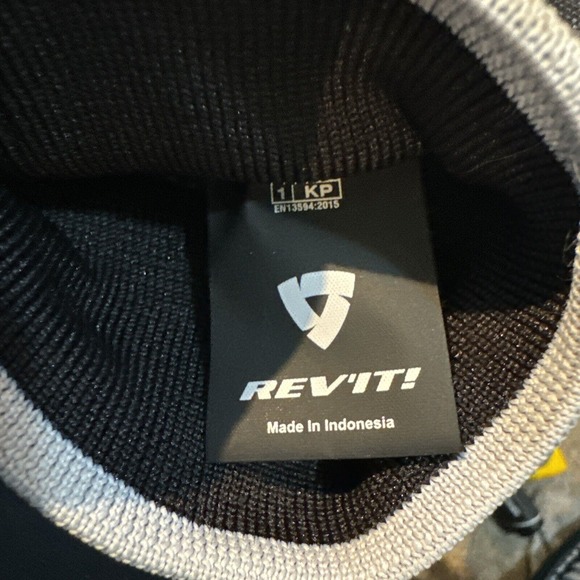 1 KP
EN13594:2015
REV'IT!
Made In Indonesia